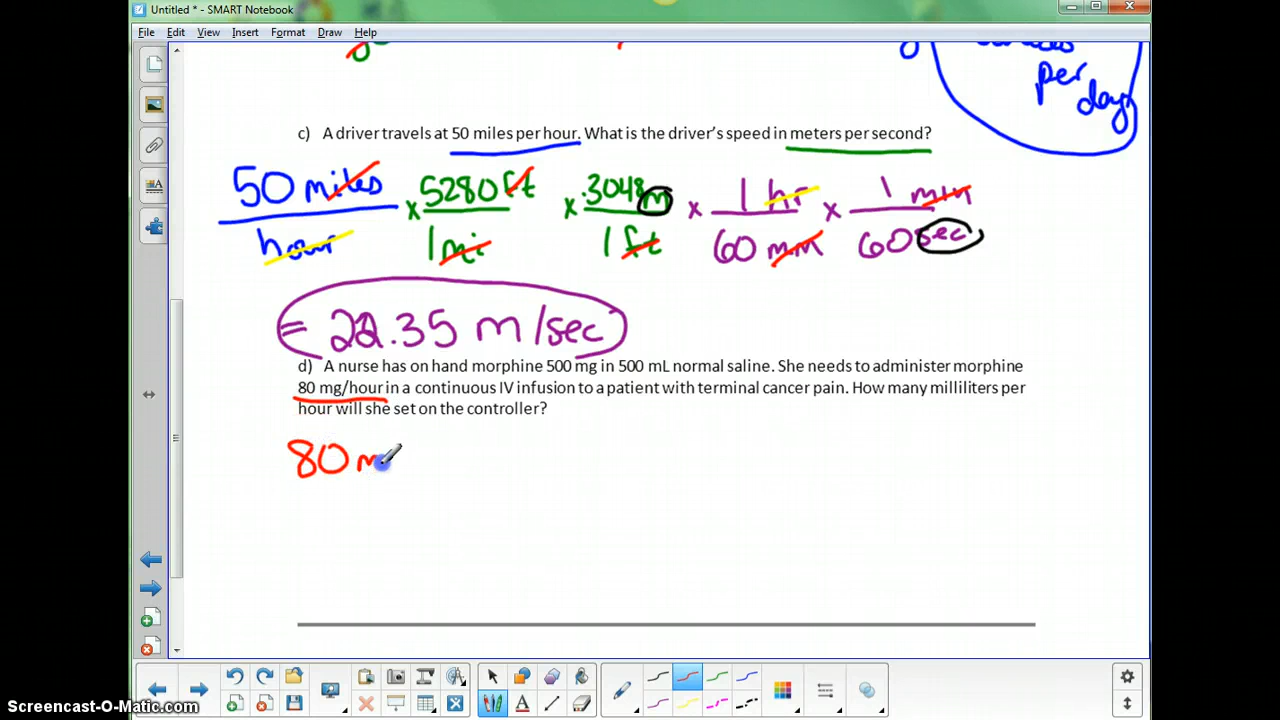 Untitled * - SMART Notebook
File Edit View Insert Format Draw Help
per
day
c) A driver travels at 50 miles per hour. What is the driver's speed in meters per second?
50 miles × 5280 ft × .3048 m × 1 hr × 1 min
hour 1 mi 1 ft 60 min 60 sec
= 22.35 m/sec
d) A nurse has on hand morphine 500 mg in 500 mL normal saline. She needs to administer morphine
80 mg/hour in a continuous IV infusion to a patient with terminal cancer pain. How many milliliters per
hour will she set on the controller?
80 m
Screencast-O-Matic.com